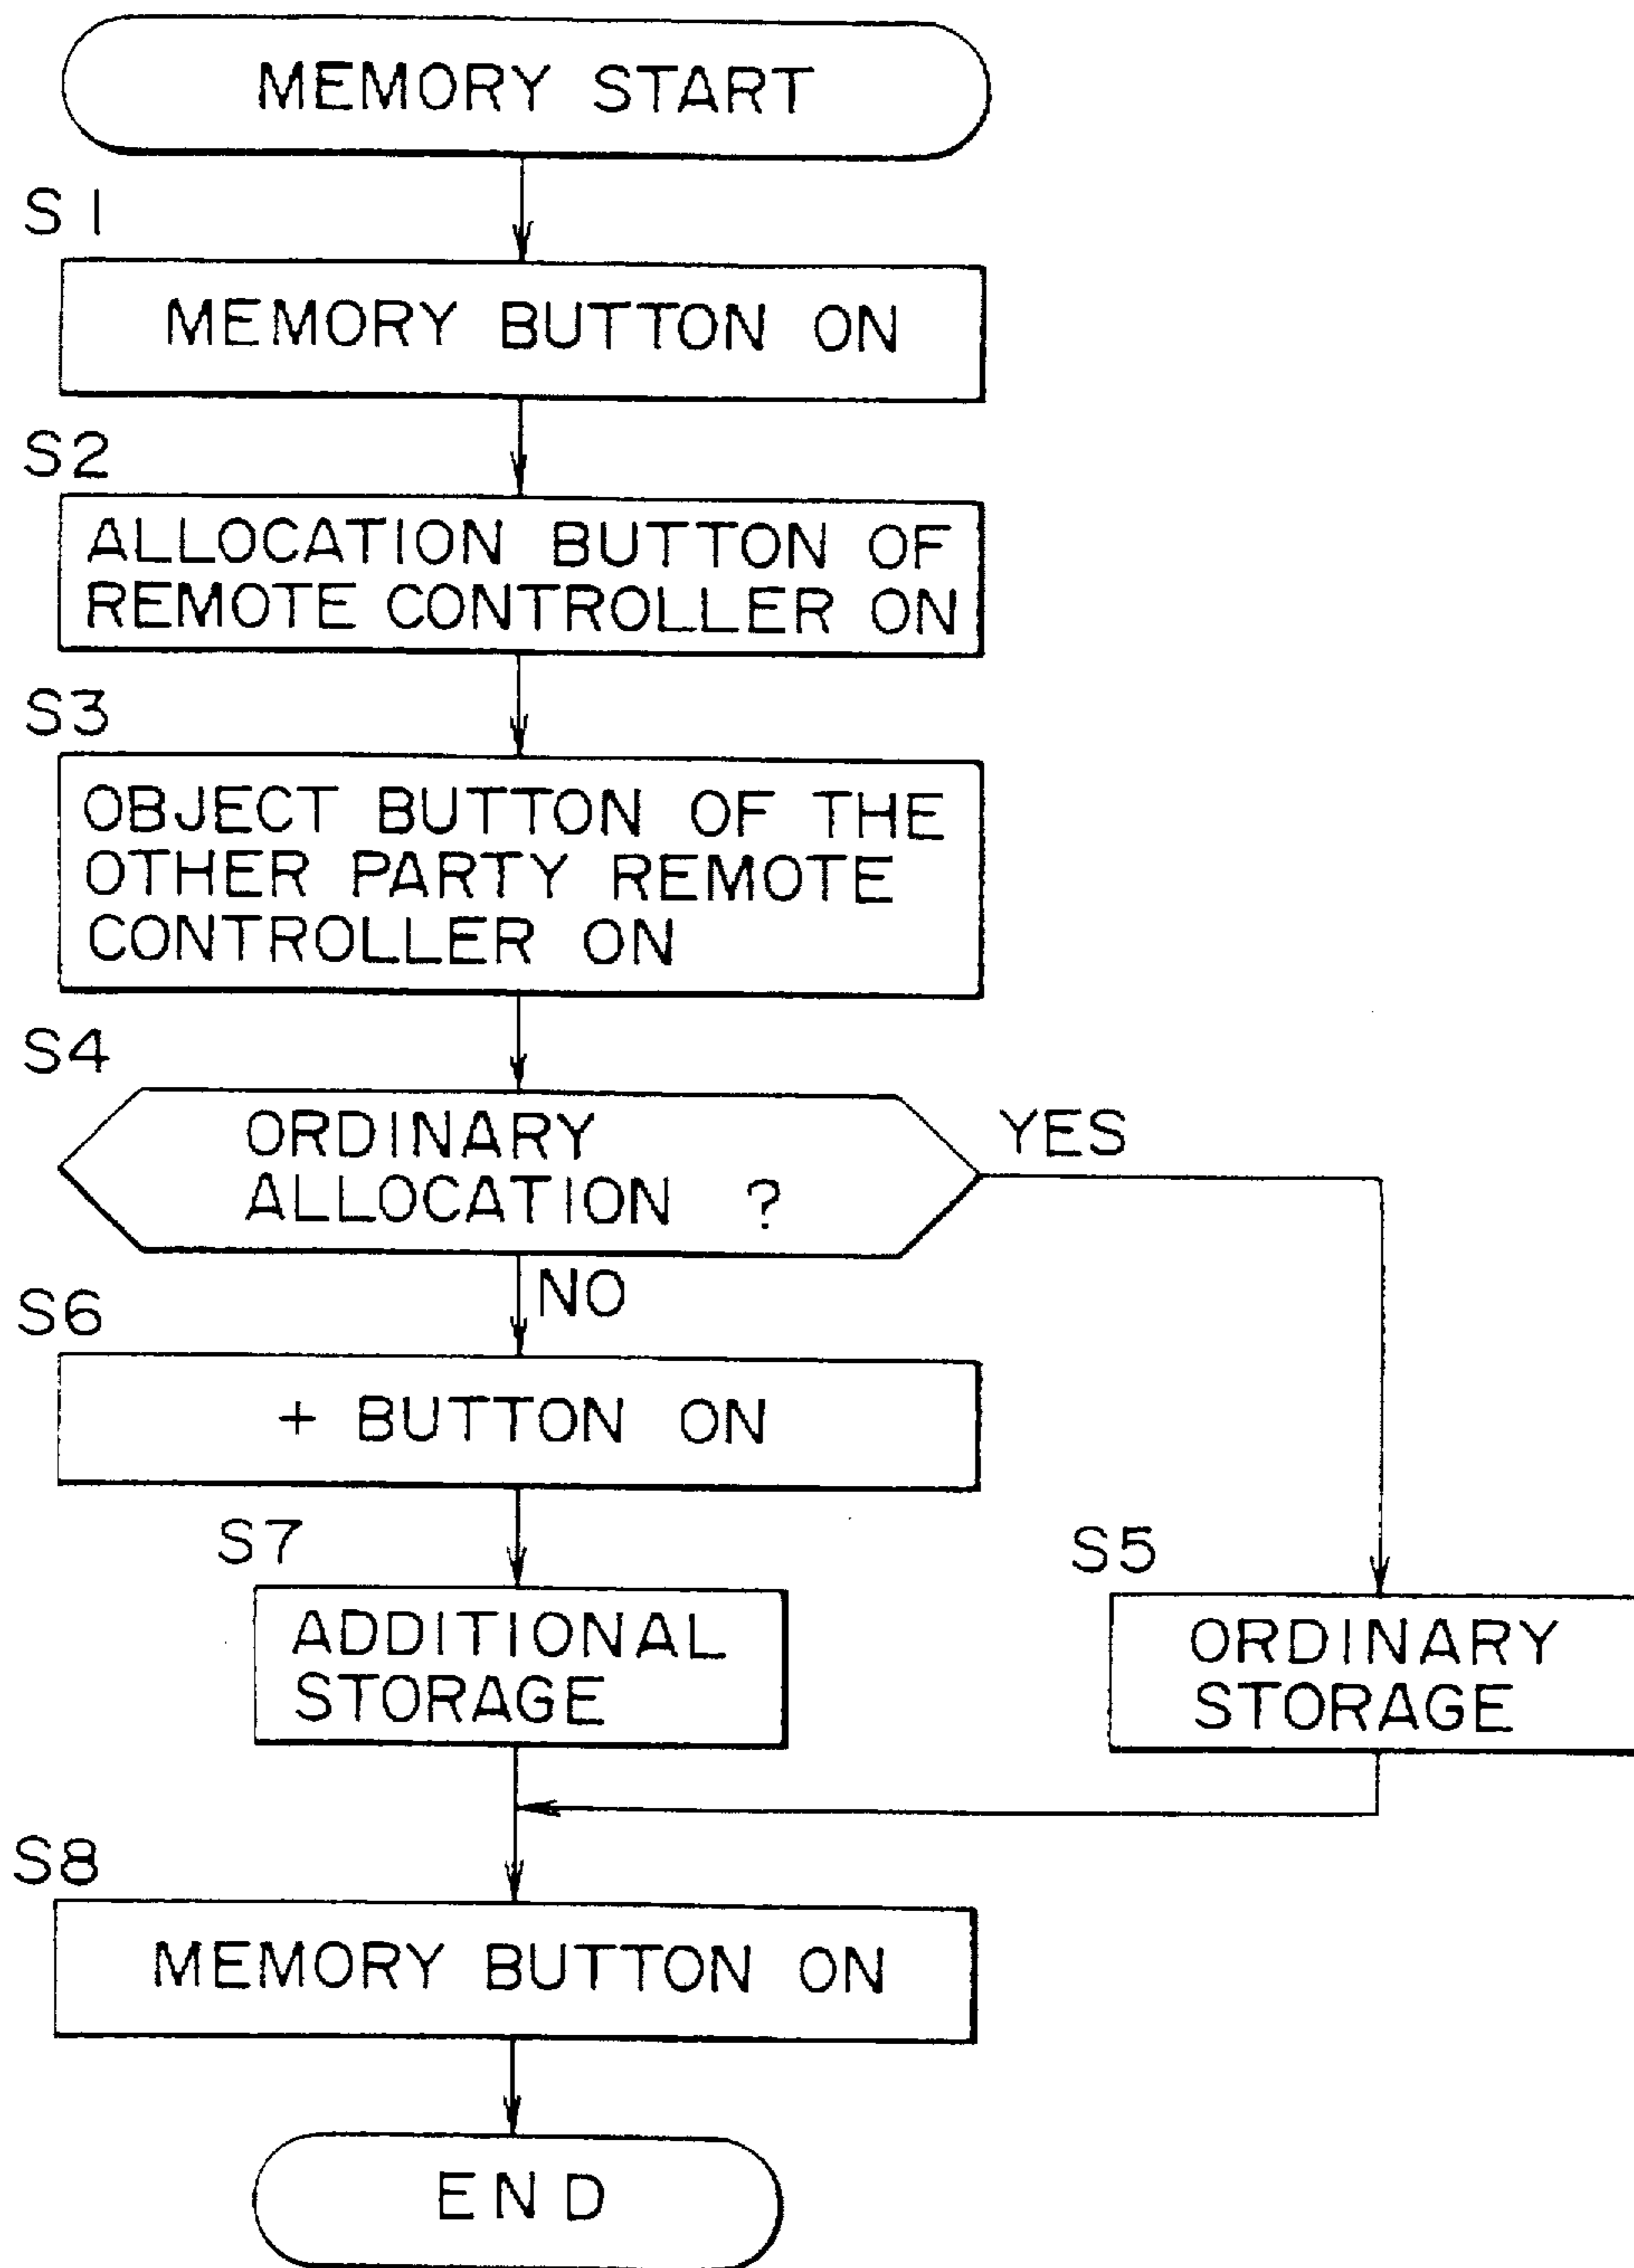 MEMORY START
S1
MEMORY BUTTON ON
S2
ALLOCATION BUTTON OF
REMOTE CONTROLLER ON
S3
OBJECT BUTTON OF THE
OTHER PARTY REMOTE
CONTROLLER ON
S4
ORDINARY
ALLOCATION ?
YES
NO
S6
+ BUTTON ON
S7
ADDITIONAL
STORAGE
S5
ORDINARY
STORAGE
S8
MEMORY BUTTON ON
END